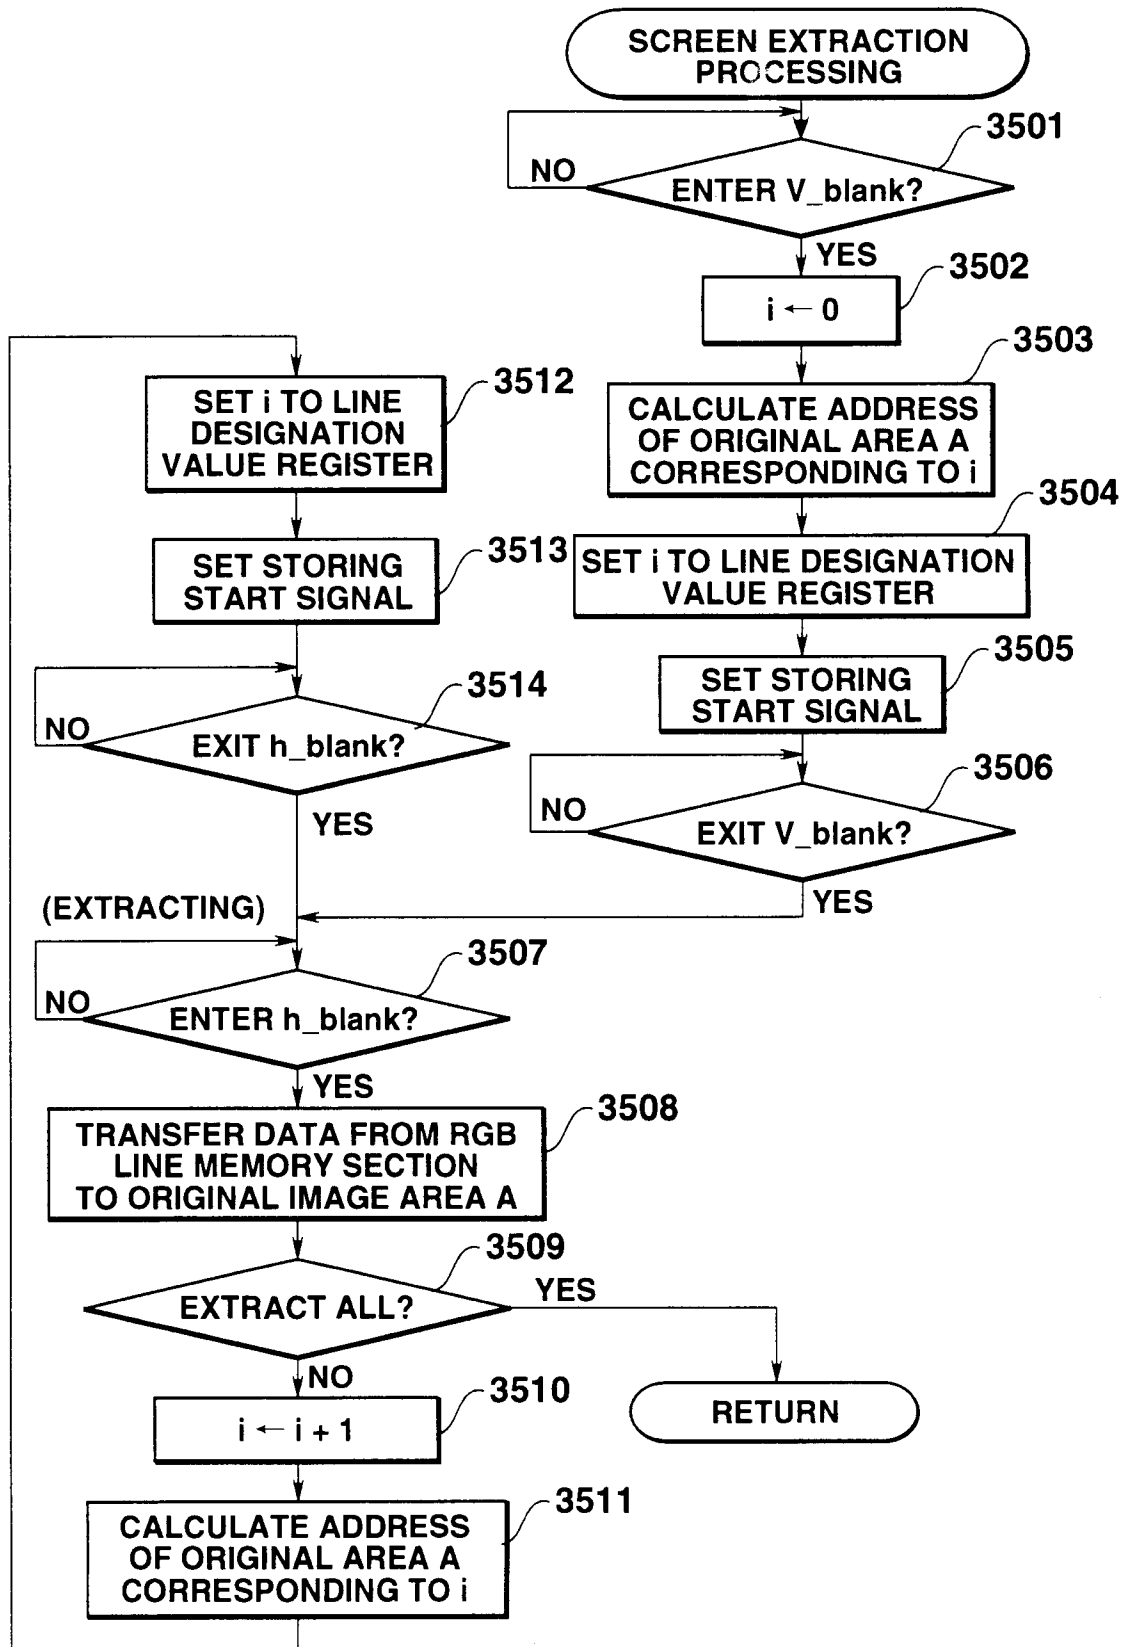 SCREEN EXTRACTION
PROCESSING
3501
NO
ENTER V_blank?
YES
3502
i ← 0
3503
CALCULATE ADDRESS
OF ORIGINAL AREA A
CORRESPONDING TO i
3504
SET i TO LINE DESIGNATION
VALUE REGISTER
3505
SET STORING
START SIGNAL
3506
NO
EXIT V_blank?
YES
3512
SET i TO LINE
DESIGNATION
VALUE REGISTER
3513
SET STORING
START SIGNAL
3514
NO
EXIT h_blank?
YES
(EXTRACTING)
3507
NO
ENTER h_blank?
YES
3508
TRANSFER DATA FROM RGB
LINE MEMORY SECTION
TO ORIGINAL IMAGE AREA A
3509
EXTRACT ALL?
YES
NO
RETURN
3510
i ← i + 1
3511
CALCULATE ADDRESS
OF ORIGINAL AREA A
CORRESPONDING TO i